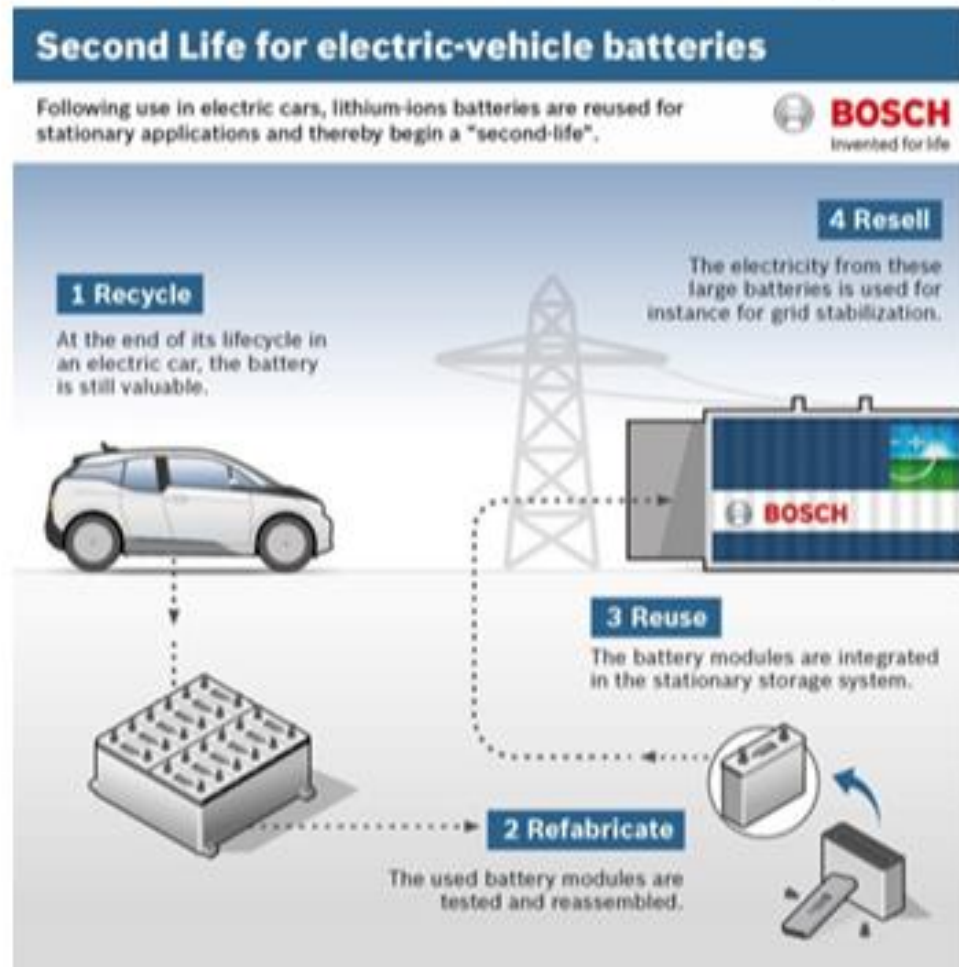 Second Life for electric-vehicle batteries
Following use in electric cars, lithium-ions batteries are reused for
stationary applications and thereby begin a "second-life".
BOSCH
Invented for life
4 Resell
The electricity from these
large batteries is used for
instance for grid stabilization.
1 Recycle
At the end of its lifecycle in
an electric car, the battery
is still valuable.
BOSCH
3 Reuse
The battery modules are integrated
in the stationary storage system.
2 Refabricate
The used battery modules are
tested and reassembled.